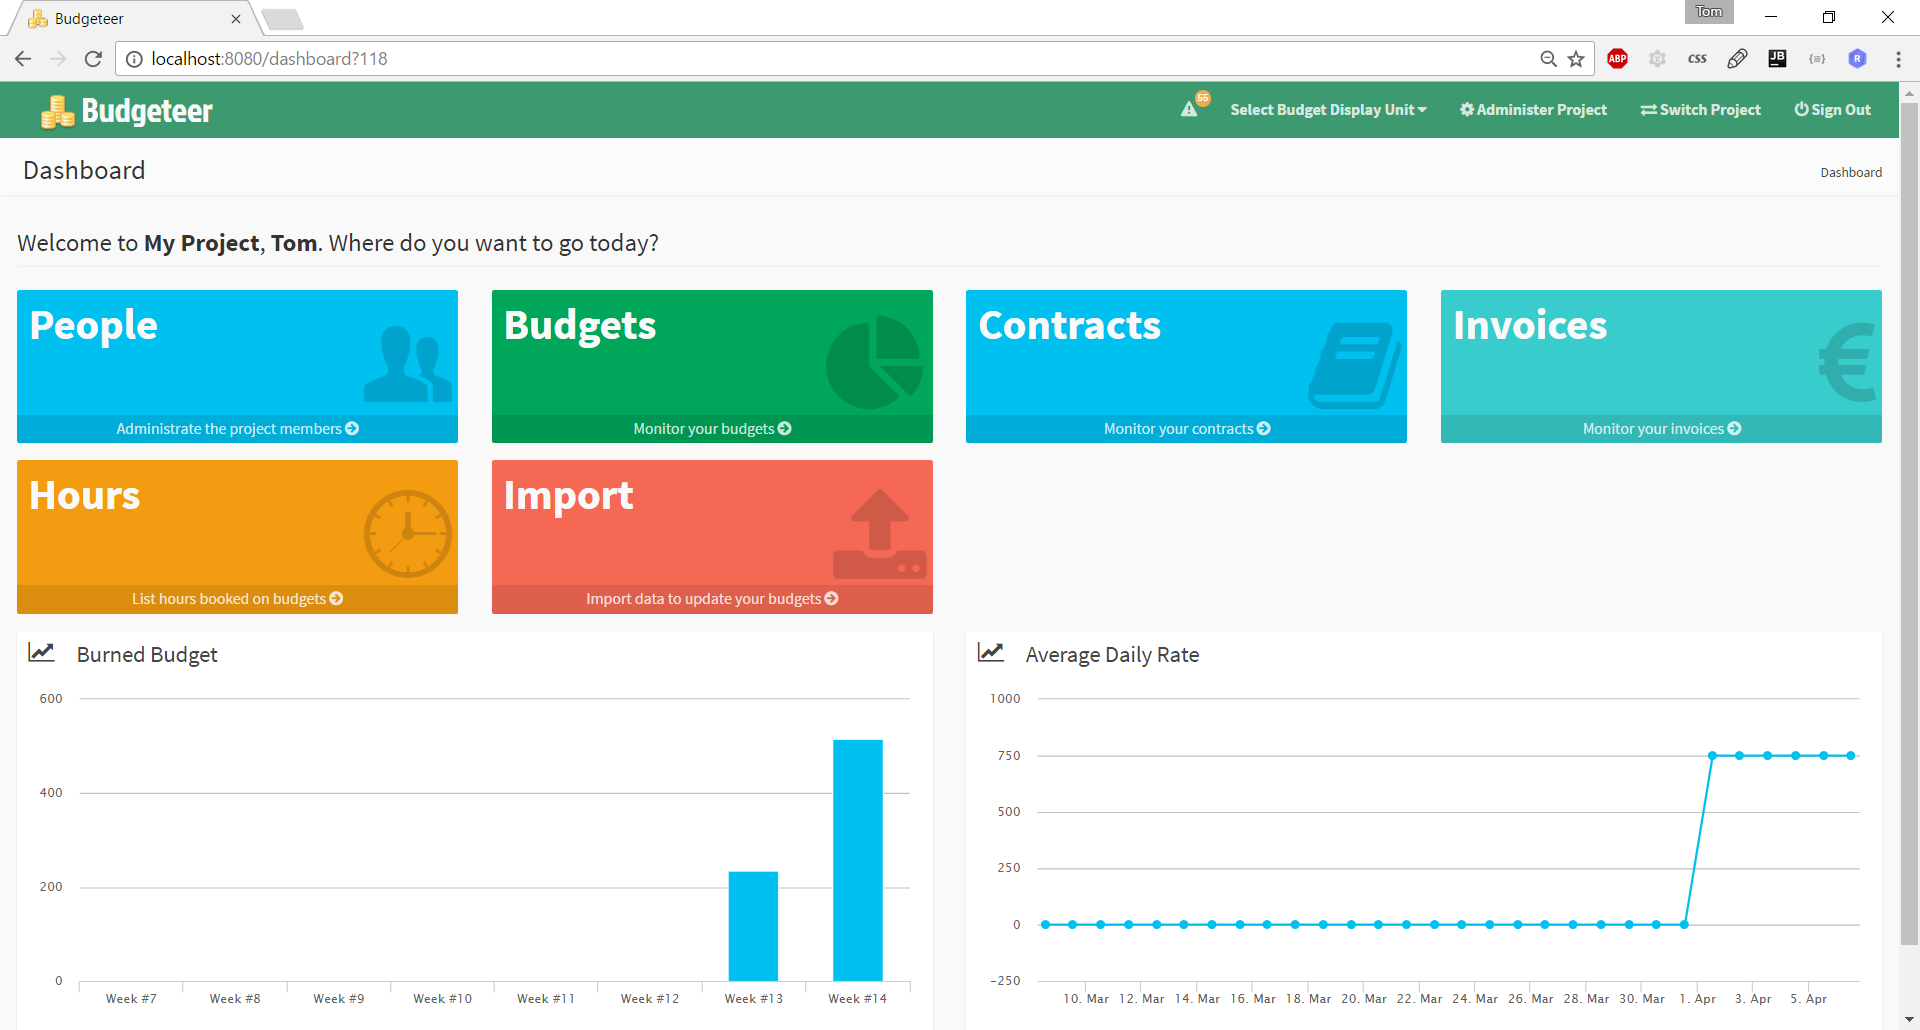 Budgeteer
Tom
localhost:8080/dashboard?118
ABP
CSS
JB
{≡}
R
Budgeteer
55
Select Budget Display Unit
Administer Project
Switch Project
Sign Out
Dashboard
Dashboard
Welcome to My Project, Tom. Where do you want to go today?
People
Administrate the project members
Budgets
Monitor your budgets
Contracts
Monitor your contracts
Invoices
€
Monitor your invoices
Hours
List hours booked on budgets
Import
Import data to update your budgets
Burned Budget
600
400
200
0
Week #7 Week #8 Week #9 Week #10 Week #11 Week #12 Week #13 Week #14
Average Daily Rate
1000
750
500
250
0
-250
10. Mar 12. Mar 14. Mar 16. Mar 18. Mar 20. Mar 22. Mar 24. Mar 26. Mar 28. Mar 30. Mar 1. Apr 3. Apr 5. Apr